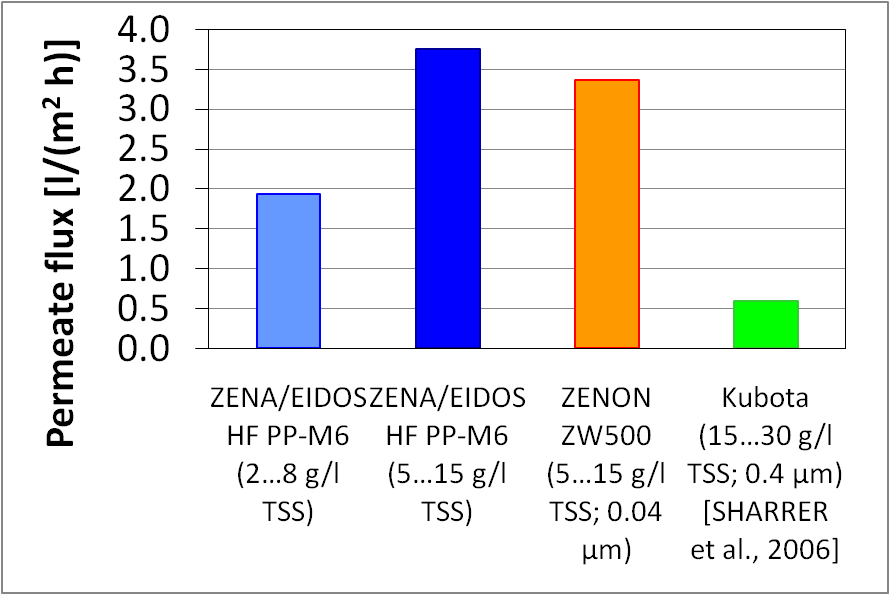 Permeate flux [l/(m² h)]
4.0
3.5
3.0
2.5
2.0
1.5
1.0
0.5
0.0
ZENA/EIDOS
HF PP-M6
(2...8 g/l
TSS)
ZENA/EIDOS
HF PP-M6
(5...15 g/l
TSS)
ZENON
ZW500
(5...15 g/l
TSS; 0.04
µm)
Kubota
(15...30 g/l
TSS; 0.4 µm)
[SHARRER
et al., 2006]